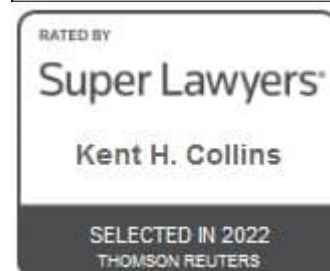 RATED BY
Super Lawyers®
Kent H. Collins
SELECTED IN 2022
THOMSON REUTERS